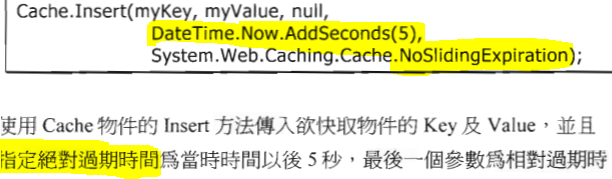 Cache.Insert(myKey, myValue, null,
DateTime.Now.AddSeconds(5),
System.Web.Caching.Cache.NoSlidingExpiration);
使用 Cache 物件的 Insert 方法傳入欲快取物件的 Key 及 Value,並且
指定絕對過期時間為當時時間以後 5 秒,最後一個參數為相對過期時